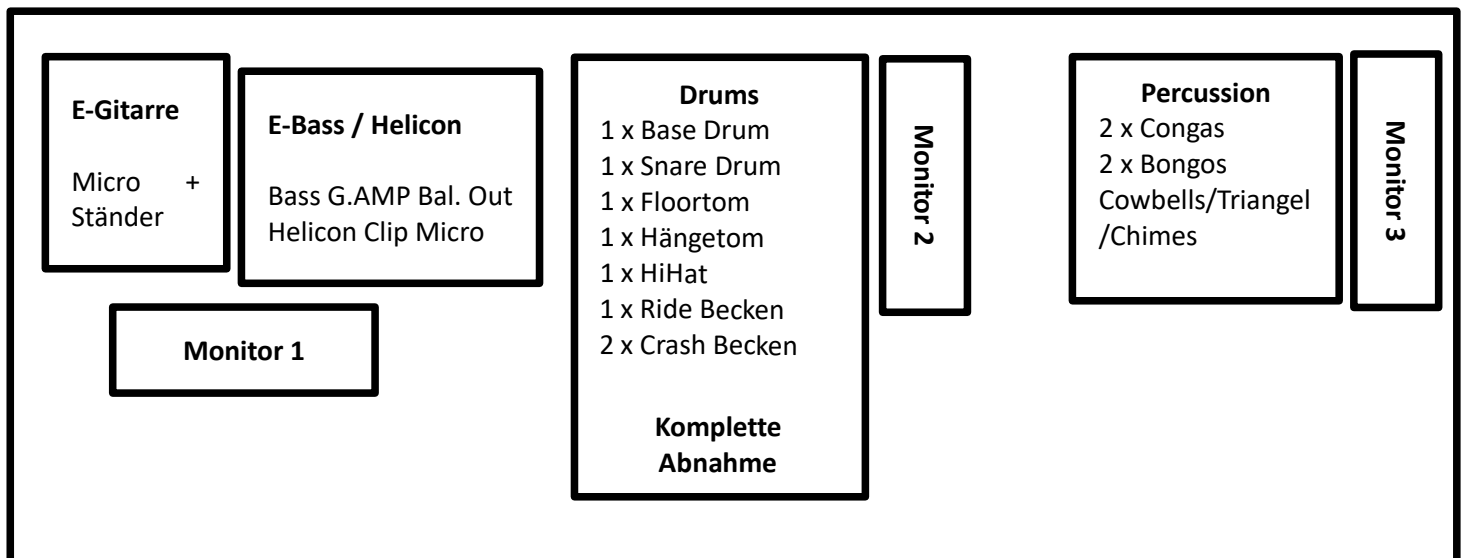 E-Gitarre
Micro +
Ständer
E-Bass / Helicon
Bass G.AMP Bal. Out
Helicon Clip Micro
Monitor 1
Drums
1 x Base Drum
1 x Snare Drum
1 x Floortom
1 x Hängetom
1 x HiHat
1 x Ride Becken
2 x Crash Becken
Komplette
Abnahme
Monitor 2
Percussion
2 x Congas
2 x Bongos
Cowbells/Triangel
/Chimes
Monitor 3